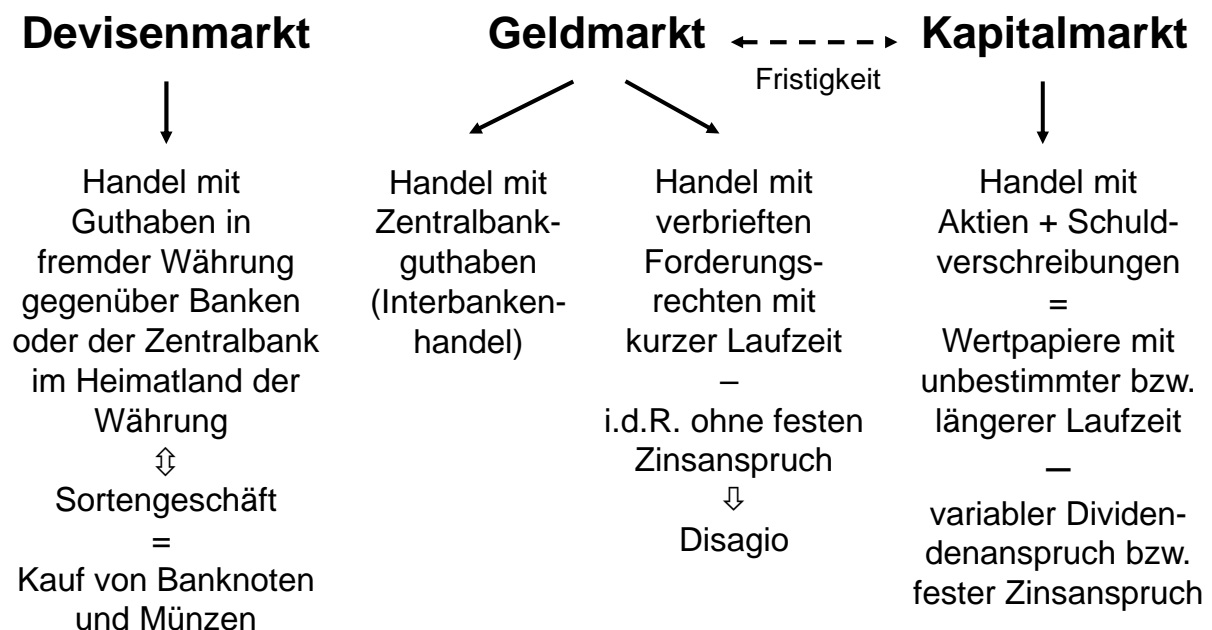 Devisenmarkt
Geldmarkt
Kapitalmarkt
Fristigkeit
Handel mit
Guthaben in
fremder Währung
gegenüber Banken
oder der Zentralbank
im Heimatland der
Währung
⇕
Sortengeschäft
=
Kauf von Banknoten
und Münzen
Handel mit
Zentralbank-
guthaben
(Interbanken-
handel)
Handel mit
verbrieften
Forderungs-
rechten mit
kurzer Laufzeit
–
i.d.R. ohne festen
Zinsanspruch
⇩
Disagio
Handel mit
Aktien + Schuld-
verschreibungen
=
Wertpapiere mit
unbestimmter bzw.
längerer Laufzeit
–
variabler Dividen-
denanspruch bzw.
fester Zinsanspruch